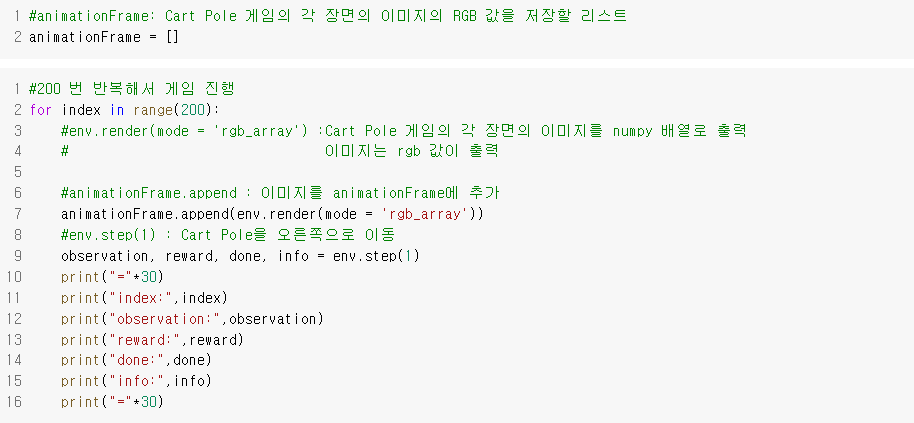 1 #animationFrame: Cart Pole 게임의 각 장면의 이미지의 RGB 값을 저장할 리스트
2 animationFrame = []
1 #200 번 반복해서 게임 진행
2 for index in range(200):
3     #env.render(mode = 'rgb_array') :Cart Pole 게임의 각 장면의 이미지를 numpy 배열로 출력
4     #                                이미지는 rgb 값이 출력
5
6     #animationFrame.append : 이미지를 animationFrame에 추가
7     animationFrame.append(env.render(mode = 'rgb_array'))
8     #env.step(1) : Cart Pole을 오른쪽으로 이동
9     observation, reward, done, info = env.step(1)
10     print("="*30)
11     print("index:",index)
12     print("observation:",observation)
13     print("reward:",reward)
14     print("done:",done)
15     print("info:",info)
16     print("="*30)